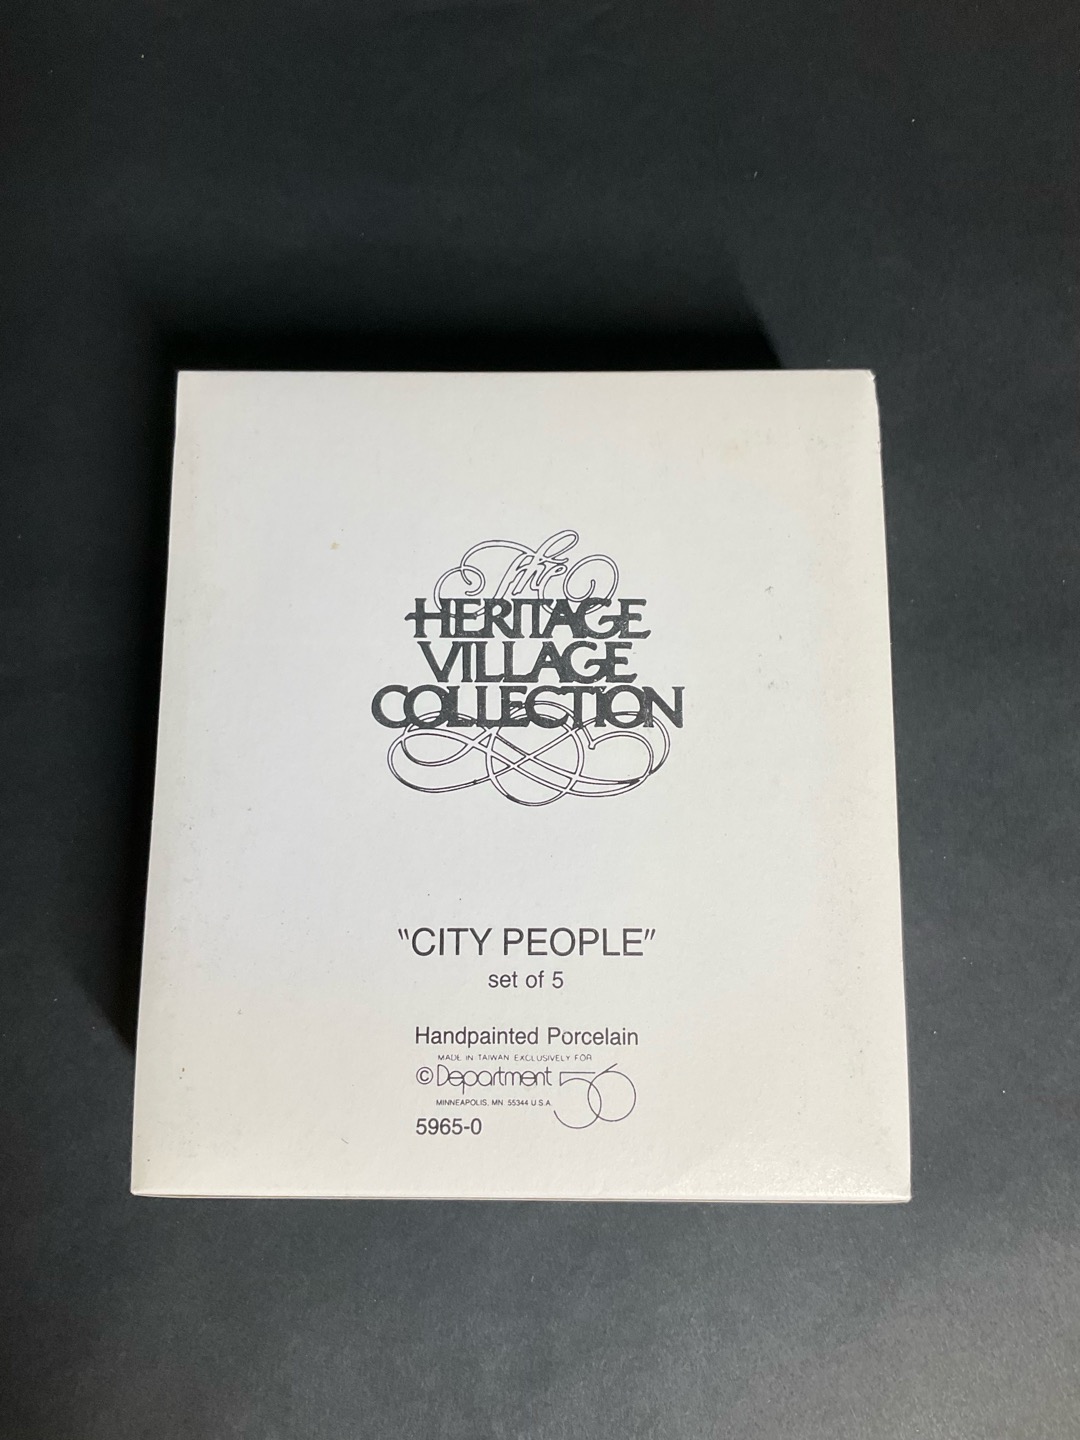 The
HERITAGE
VILLAGE
COLLECTION
"CITY PEOPLE"
set of 5
Handpainted Porcelain
MADE IN TAIWAN EXCLUSIVELY FOR
© Department 56
MINNEAPOLIS, MN 55344 U.S.A.
5965-0